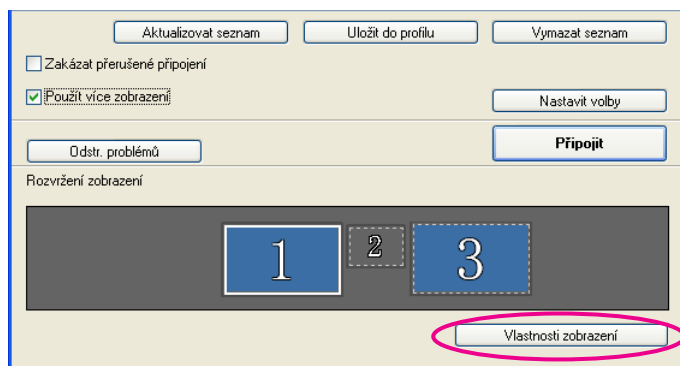 Aktualizovat seznam Uložit do profilu Vymazat seznam
Zakázat přerušené připojení
Použít více zobrazení Nastavit volby
Odstr. problémů Připojit
Rozvržení zobrazení
1 2 3
Vlastnosti zobrazení